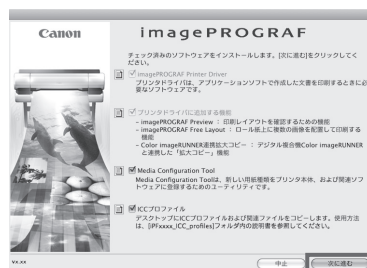 Canon
imagePROGRAF
チェック済みのソフトウェアをインストールします。[次に進む]をクリックしてく
ださい。
imagePROGRAF Printer Driver
プリンタドライバは、アプリケーションソフトで作成した文書を印刷するときに必
要なソフトウェアです。
プリンタドライバに追加する機能
- imagePROGRAF Preview : 印刷レイアウトを確認するための機能
- imagePROGRAF Free Layout : ロール紙上に複数の画像を配置して印刷する
機能
- Color imageRUNNER連携拡大コピー : デジタル複合機Color imageRUNNER
と連携した「拡大コピー」機能
Media Configuration Tool
Media Configuration Toolは、新しい用紙種類をプリンタ本体、および関連ソフ
トウェアに登録するためのユーティリティです。
ICCプロファイル
デスクトップにICCプロファイルおよび関連ファイルをコピーします。使用方法
は、[iPFxxxx_ICC_profiles]フォルダ内の説明書を参照してください。
Vx.xx
中止
次に進む